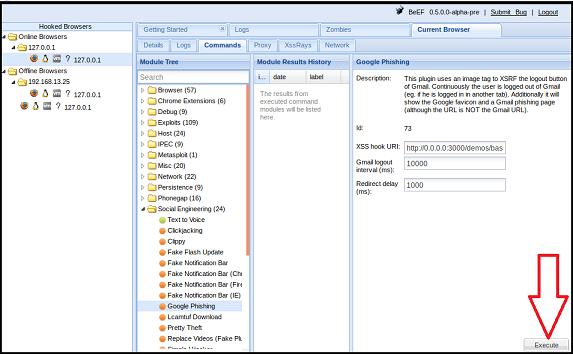 BeEF 0.5.0.0-alpha-pre | Submit Bug | Logout
Hooked Browsers
Online Browsers
127.0.0.1
? 127.0.0.1
Offline Browsers
192.168.13.25
? 127.0.0.1
Getting Started
Logs
Zombies
Current Browser
Details
Logs
Commands
Proxy
XssRays
Network
Module Tree
Search
Browser (57)
Chrome Extensions (6)
Debug (9)
Exploits (109)
Host (24)
IPEC (9)
Metasploit (1)
Misc (20)
Network (22)
Persistence (9)
Phonegap (16)
Social Engineering (24)
Text to Voice
Clickjacking
Clippy
Fake Flash Update
Fake Notification Bar
Fake Notification Bar (Chr
Fake Notification Bar (Fire
Fake Notification Bar (IE)
Google Phishing
Lcamtuf Download
Pretty Theft
Replace Videos (Fake Plu
Module Results History
i... date label
The results from
executed command
modules will be listed
here.
Google Phishing
Description: This plugin uses an image tag to XSRF the logout button
of Gmail. Continuously the user is logged out of Gmail
(eg. if he is logged in in another tab). Additionally it will
show the Google favicon and a Gmail phishing page
(although the URL is NOT the Gmail URL).
Id: 73
XSS hook URI: http://0.0.0.0:3000/demos/bas
Gmail logout
interval (ms): 10000
Redirect delay
(ms): 1000
Execute